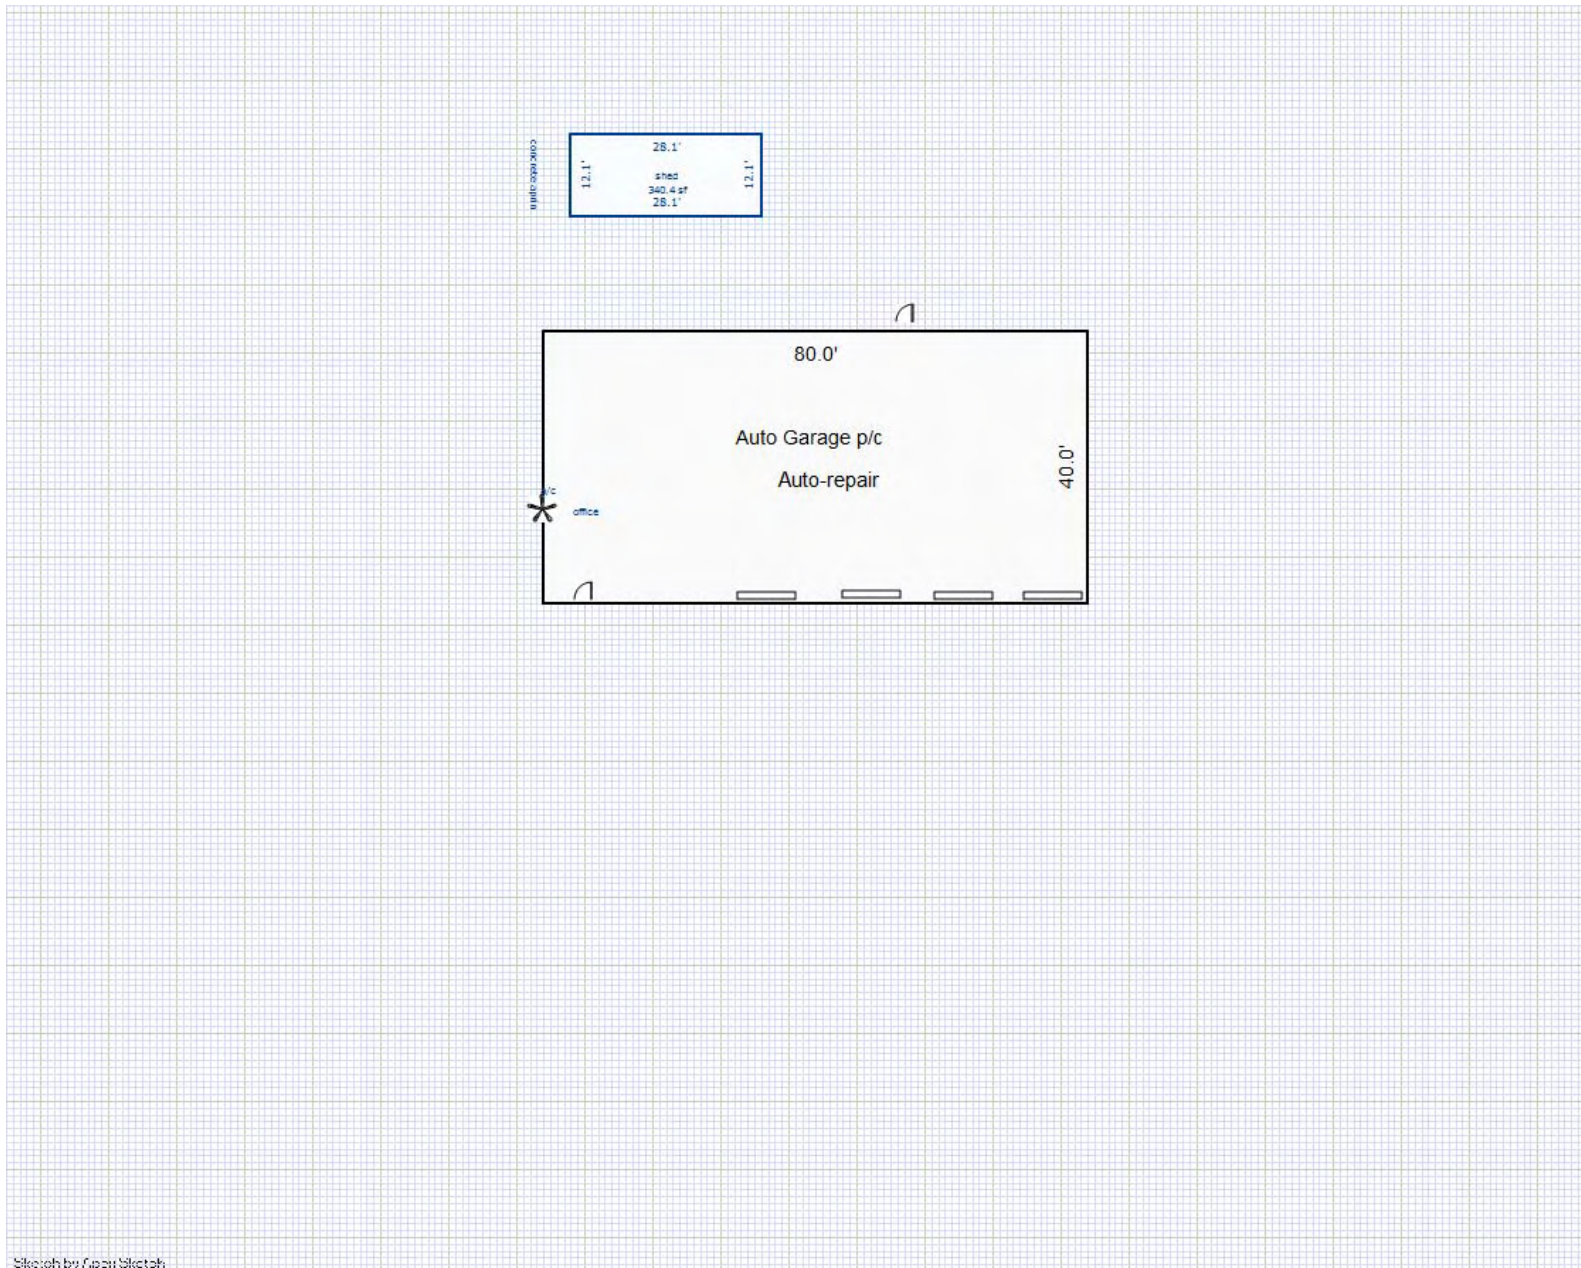 28.1'
12.1'
12.1'
shed
340.4 sf
28.1'
concrete
80.0'
Auto Garage p/c
Auto-repair
40.0'
office
Sketch by Apex Sketch